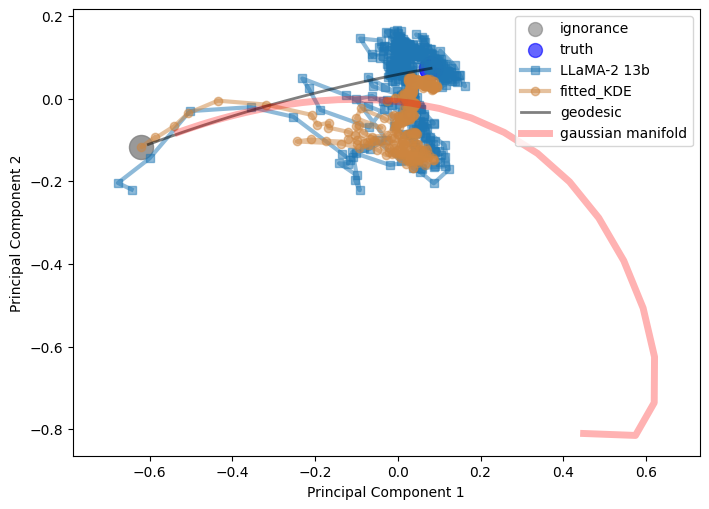 ignorance
truth
LLaMA-2 13b
fitted_KDE
geodesic
gaussian manifold
0.2
0.0
−0.2
−0.4
−0.6
−0.8
Principal Component 2
−0.6 −0.4 −0.2 0.0 0.2 0.4 0.6
Principal Component 1